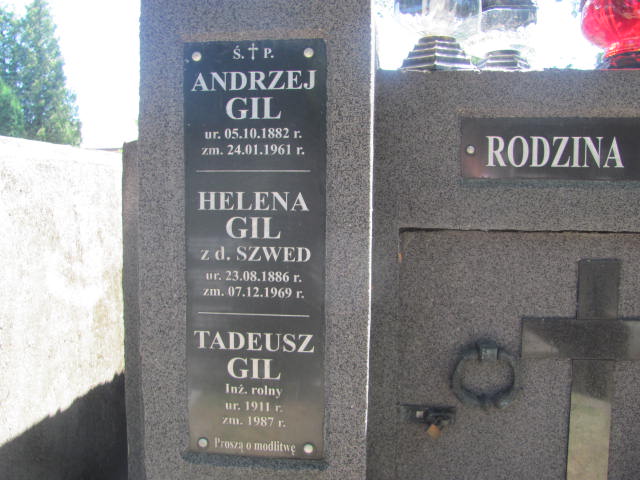 Ś. † P.
ANDRZEJ
GIL
ur. 05.10.1882 r.
zm. 24.01.1961 r.
HELENA
GIL
z d. SZWED
ur. 23.08.1886 r.
zm. 07.12.1969 r.
TADEUSZ
GIL
Inż. rolny
ur. 1911 r.
zm. 1987 r.
Proszą o modlitwę
RODZINA